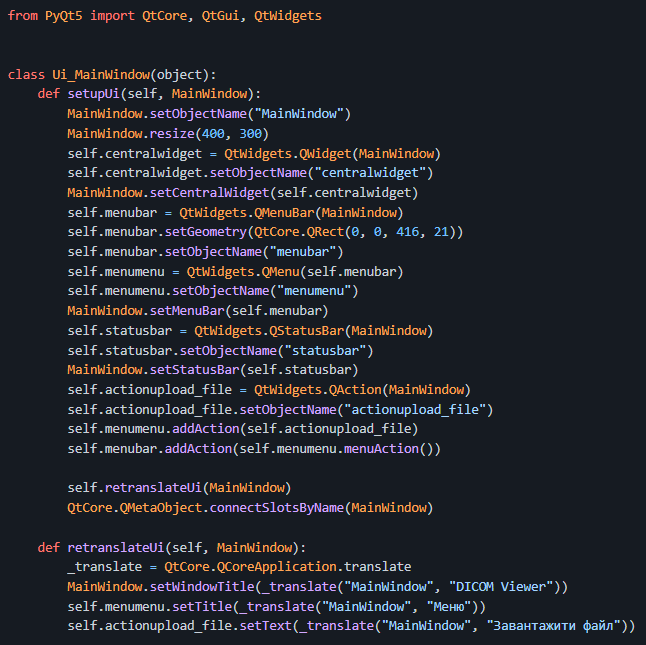 from PyQt5 import QtCore, QtGui, QtWidgets
class Ui_MainWindow(object):
def setupUi(self, MainWindow):
MainWindow.setObjectName("MainWindow")
MainWindow.resize(400, 300)
self.centralwidget = QtWidgets.QWidget(MainWindow)
self.centralwidget.setObjectName("centralwidget")
MainWindow.setCentralWidget(self.centralwidget)
self.menubar = QtWidgets.QMenuBar(MainWindow)
self.menubar.setGeometry(QtCore.QRect(0, 0, 416, 21))
self.menubar.setObjectName("menubar")
self.menumenu = QtWidgets.QMenu(self.menubar)
self.menumenu.setObjectName("menumenu")
MainWindow.setMenuBar(self.menubar)
self.statusbar = QtWidgets.QStatusBar(MainWindow)
self.statusbar.setObjectName("statusbar")
MainWindow.setStatusBar(self.statusbar)
self.actionupload_file = QtWidgets.QAction(MainWindow)
self.actionupload_file.setObjectName("actionupload_file")
self.menumenu.addAction(self.actionupload_file)
self.menubar.addAction(self.menumenu.menuAction())
self.retranslateUi(MainWindow)
QtCore.QMetaObject.connectSlotsByName(MainWindow)
def retranslateUi(self, MainWindow):
_translate = QtCore.QCoreApplication.translate
MainWindow.setWindowTitle(_translate("MainWindow", "DICOM Viewer"))
self.menumenu.setTitle(_translate("MainWindow", "Меню"))
self.actionupload_file.setText(_translate("MainWindow", "Завантажити файл"))